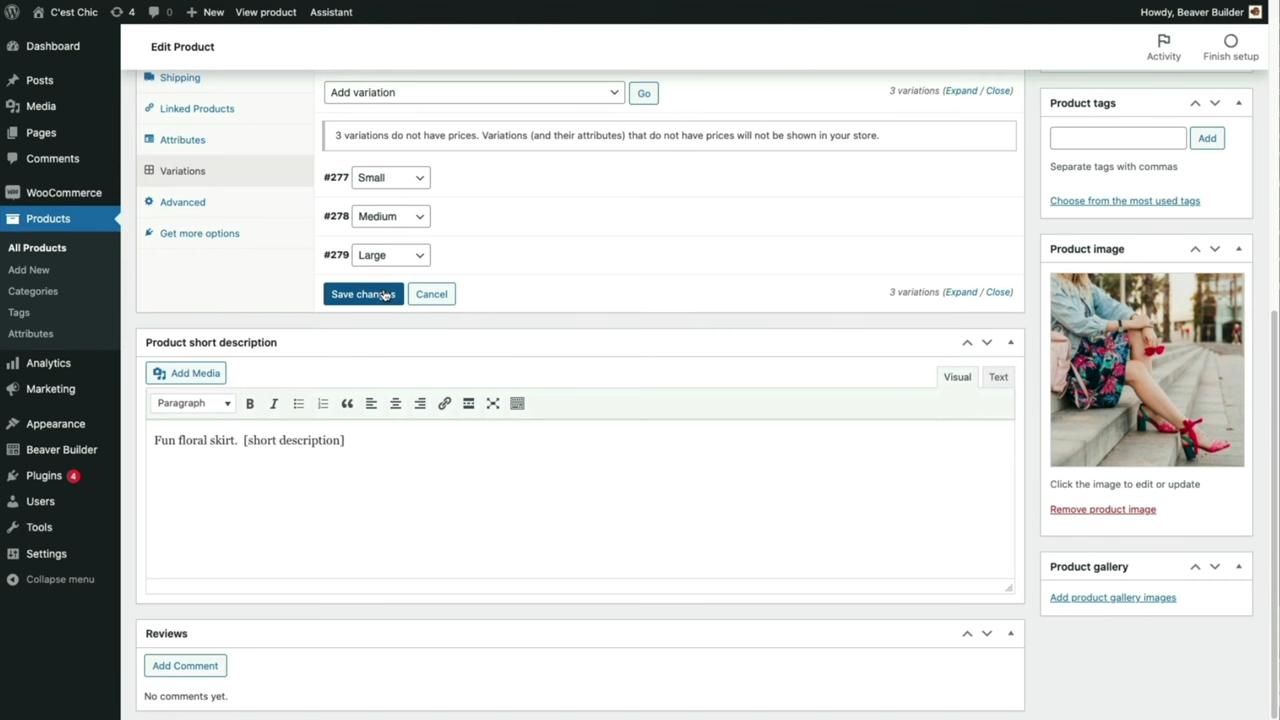 C'est Chic 4 0 New View product Assistant Howdy, Beaver Builder
Dashboard
Posts
Media
Pages
Comments
WooCommerce
Products
All Products
Add New
Categories
Tags
Attributes
Analytics
Marketing
Appearance
Beaver Builder
Plugins 4
Users
Tools
Settings
Collapse menu
Edit Product
Activity
Finish setup
Shipping
Linked Products
Attributes
Variations
Advanced
Get more options
Add variation Go 3 variations (Expand / Close)
3 variations do not have prices. Variations (and their attributes) that do not have prices will not be shown in your store.
#277 Small
#278 Medium
#279 Large
Save changes Cancel 3 variations (Expand / Close)
Product short description
Add Media
Visual Text
Paragraph B I
Fun floral skirt. [short description]
Reviews
Add Comment
No comments yet.
Product tags
Add
Separate tags with commas
Choose from the most used tags
Product image
Click the image to edit or update
Remove product image
Product gallery
Add product gallery images